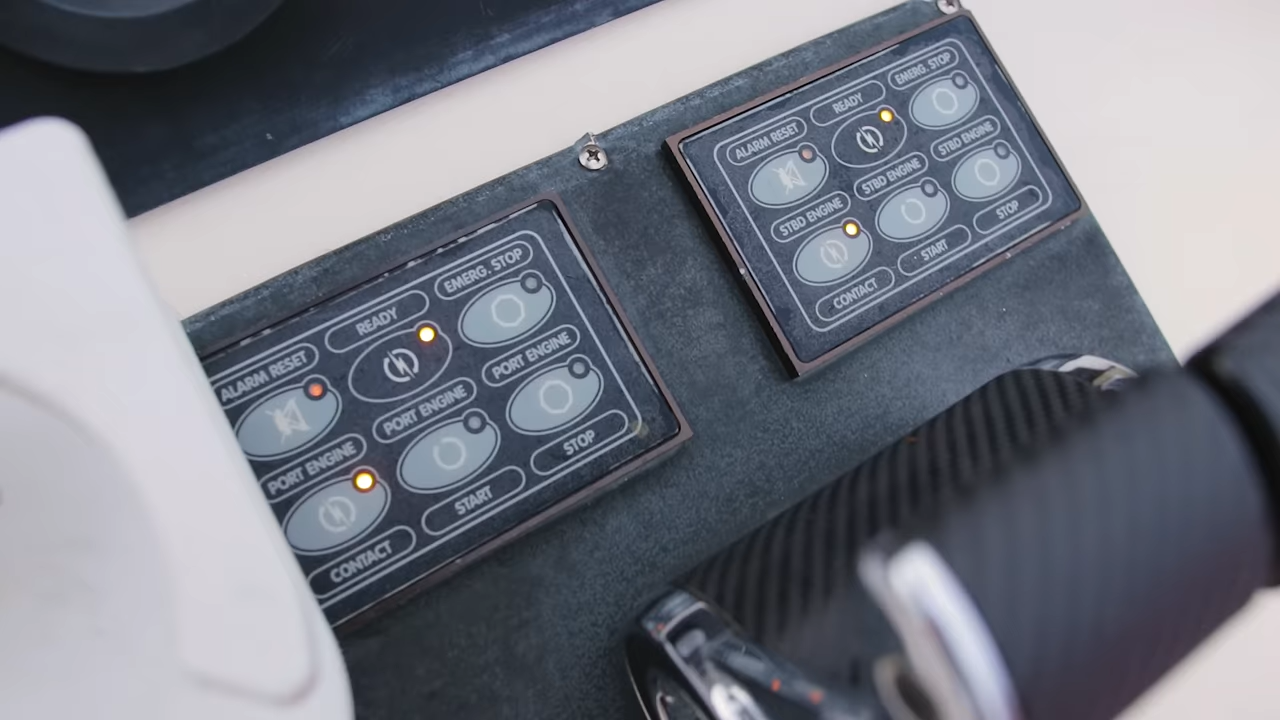 ALARM RESET
READY
EMERG. STOP
PORT ENGINE
PORT ENGINE
PORT ENGINE
CONTACT
START
STOP
ALARM RESET
READY
EMERG. STOP
STBD ENGINE
STBD ENGINE
STBD ENGINE
CONTACT
START
STOP